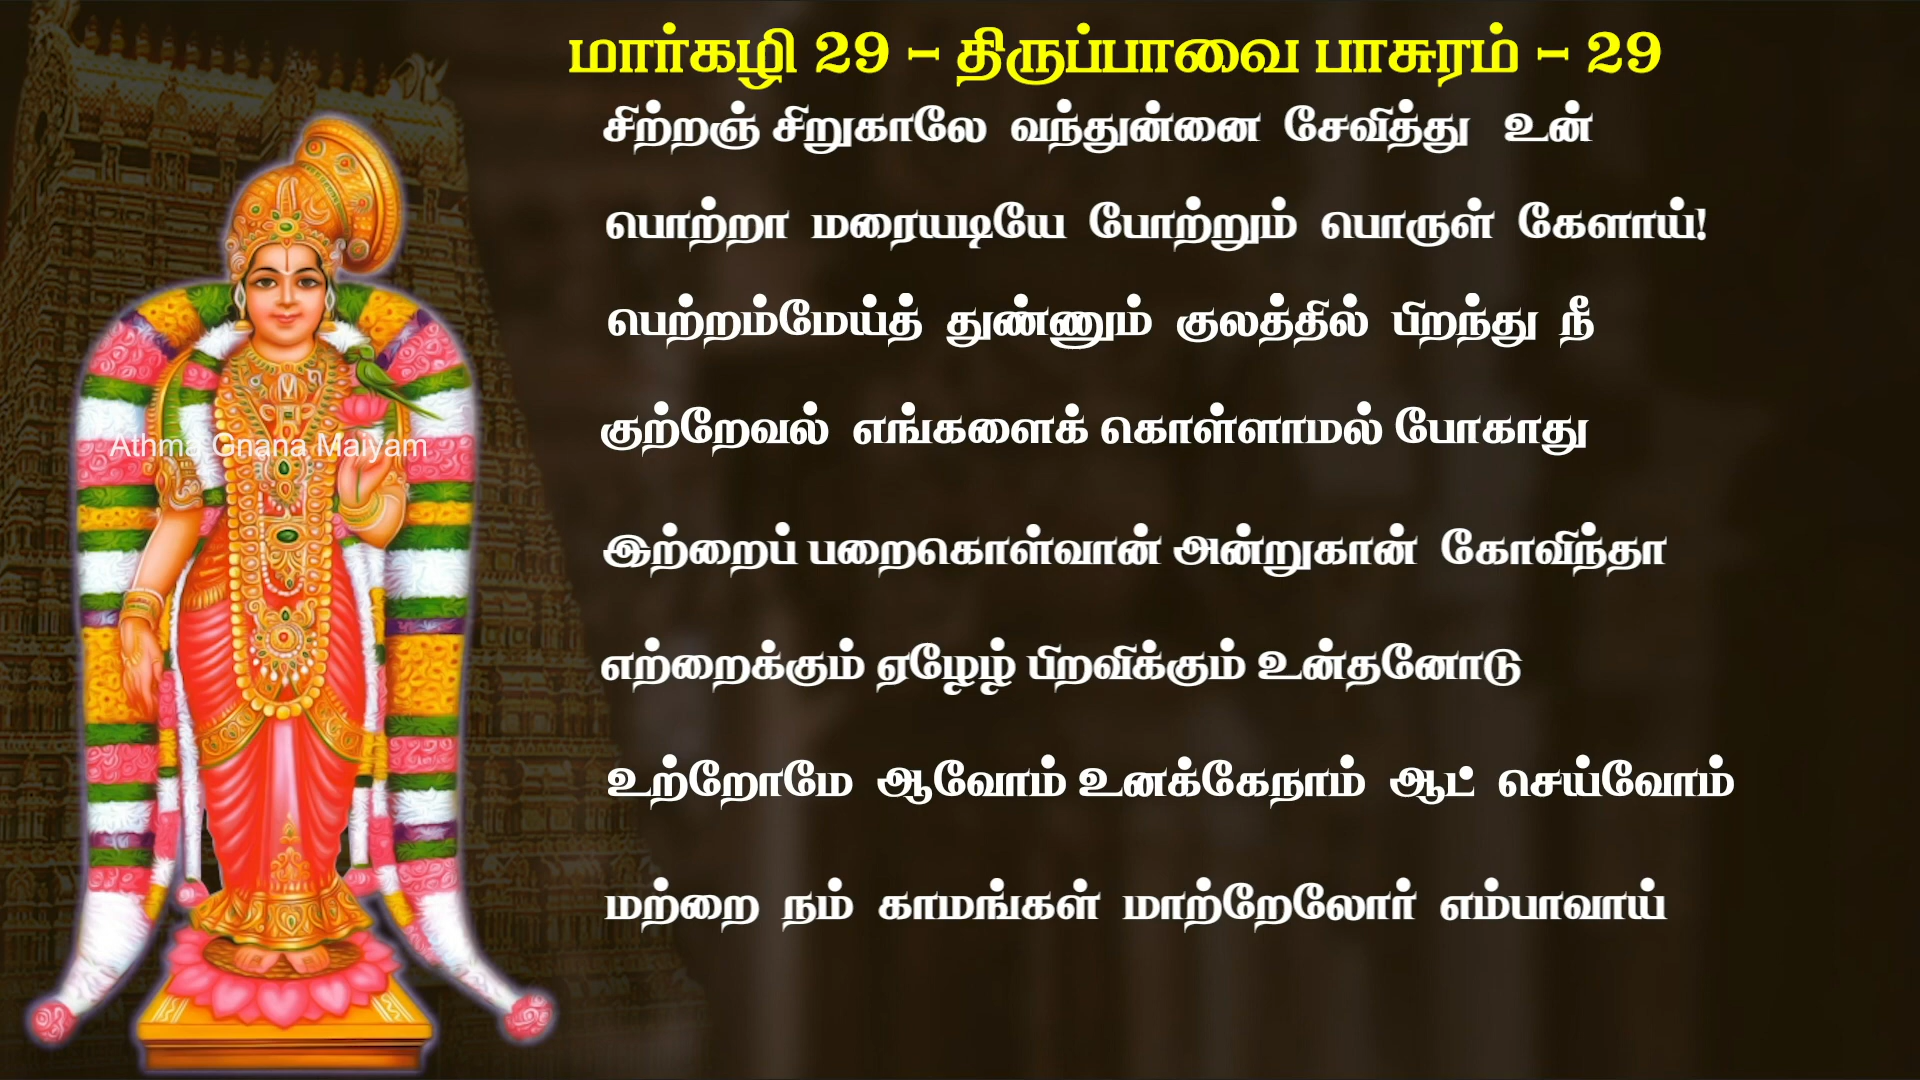 மார்கழி 29 – திருப்பாவை பாசுரம் – 29
சிற்றஞ் சிறுகாலே வந்துன்னை சேவித்து உன்
பொற்றா மரையடியே போற்றும் பொருள் கேளாய்!
பெற்றம்மேய்த் துண்ணும் குலத்தில் பிறந்து நீ
குற்றேவல் எங்களைக் கொள்ளாமல் போகாது
இற்றைப் பறைகொள்வான் அன்றுகான் கோவிந்தா
எற்றைக்கும் ஏழேழ் பிறவிக்கும் உன்தனோடு
உற்றோமே ஆவோம் உனக்கேநாம் ஆட் செய்வோம்
மற்றை நம் காமங்கள் மாற்றேலோர் எம்பாவாய்
Athma Gnana Maiyam